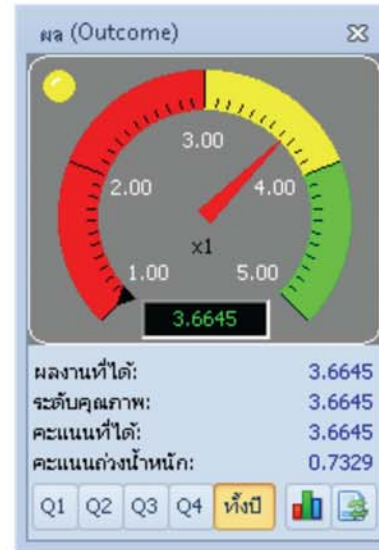 ผล (Outcome)
3.00
2.00
4.00
x1
1.00
5.00
3.6645
ผลงานที่ได้: 3.6645
ระดับคุณภาพ: 3.6645
คะแนนที่ได้: 3.6645
คะแนนถ่วงน้ำหนัก: 0.7329
Q1 Q2 Q3 Q4 ทั้งปี